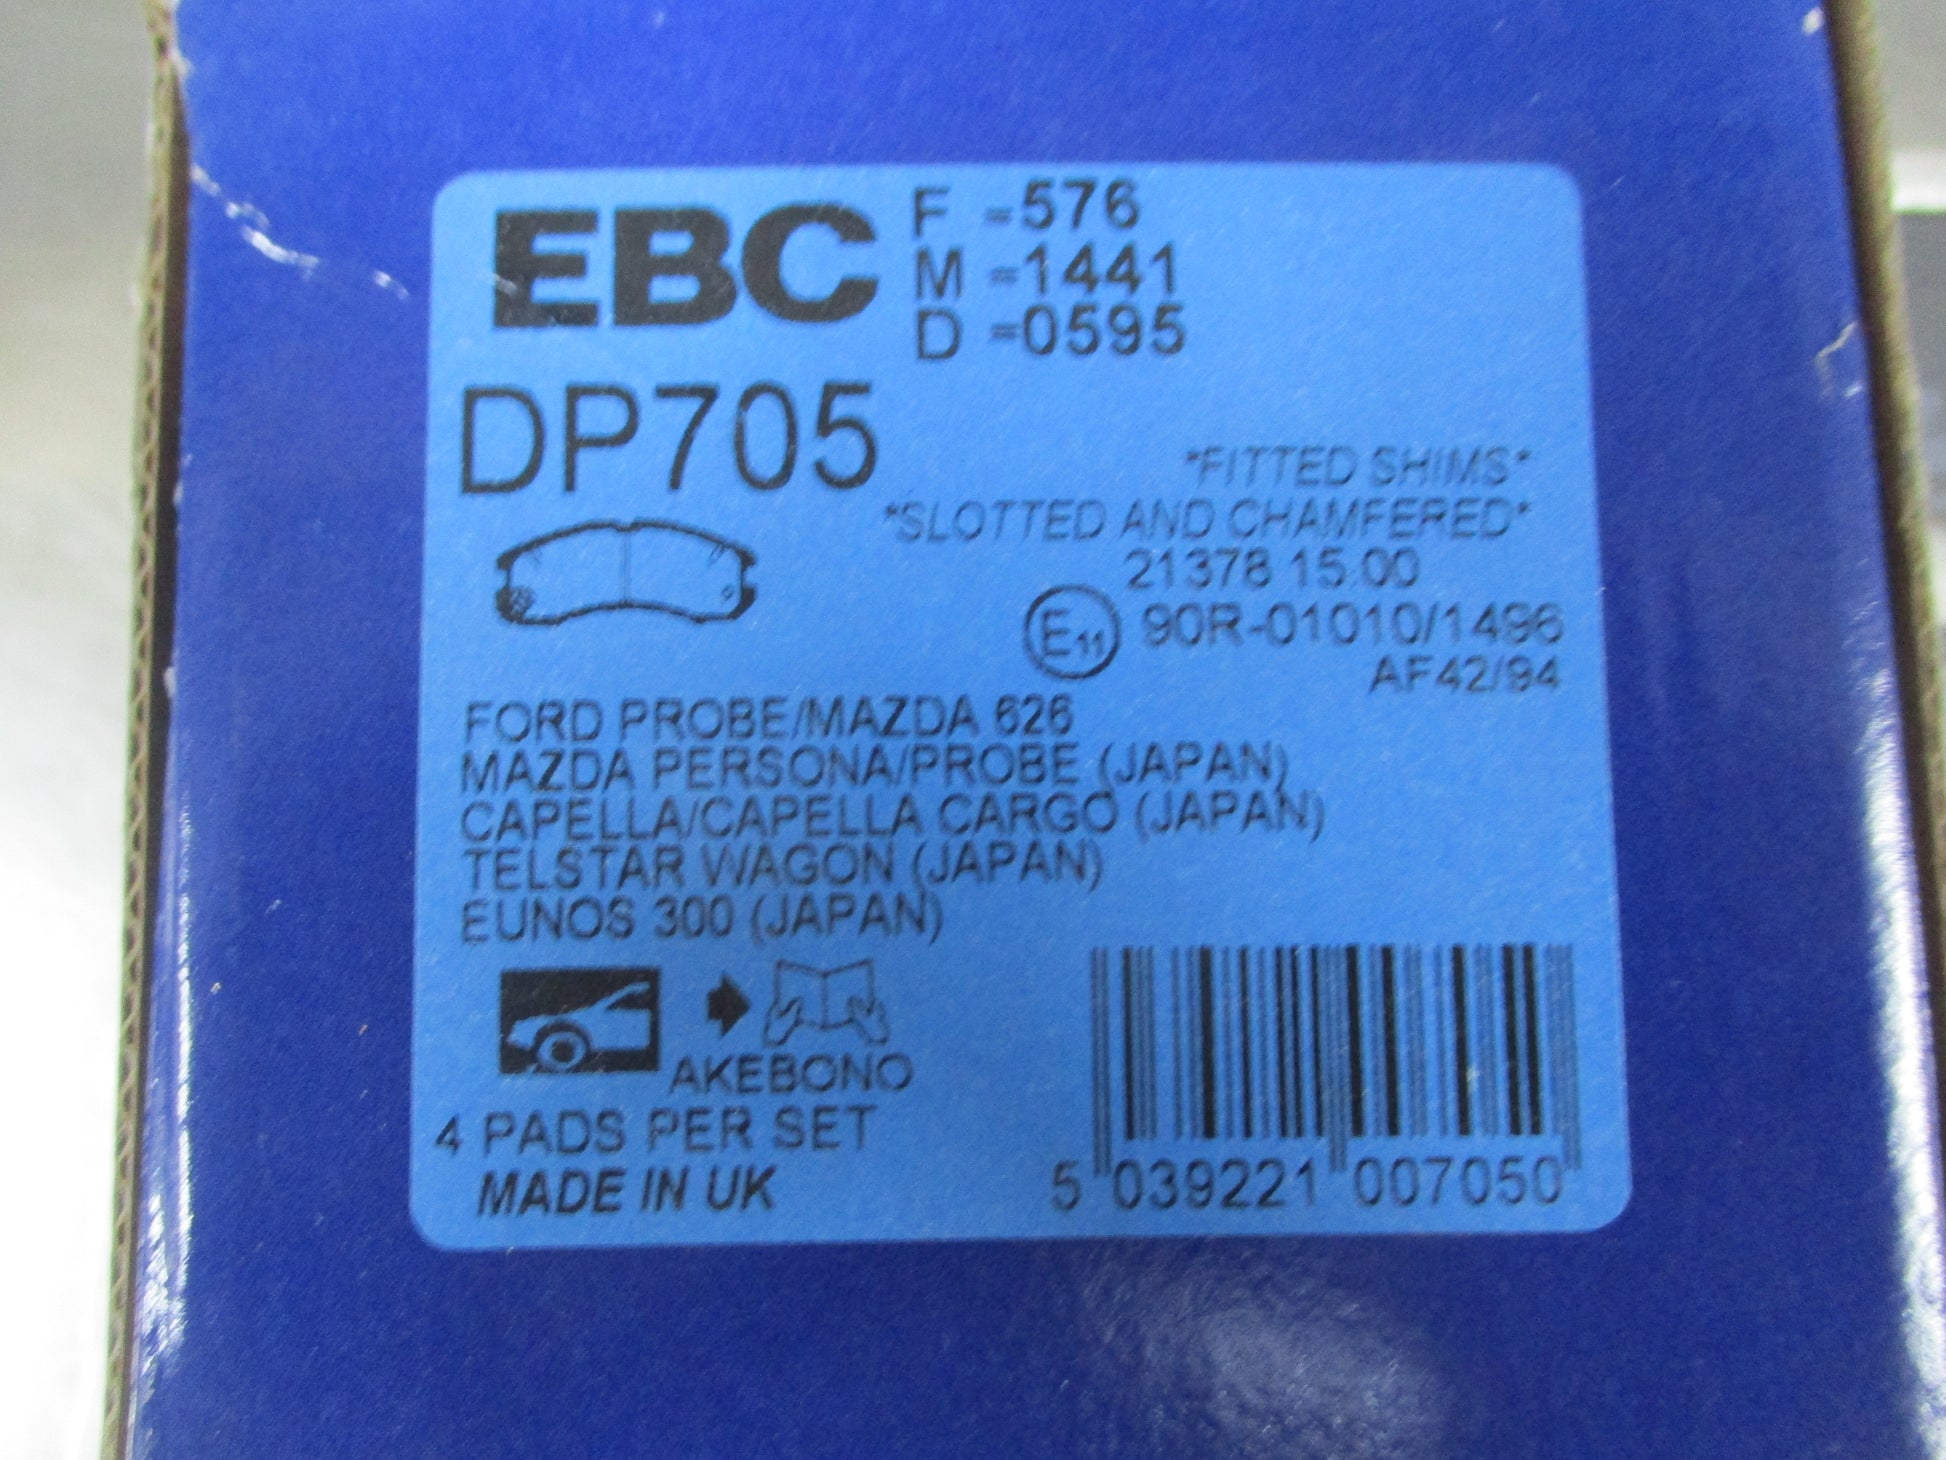 EBC
F =576
M =1441
D =0595
DP705
*FITTED SHIMS*
*SLOTTED AND CHAMFERED*
21378 15.00
E11 90R-01010/1496
AF42/94
FORD PROBE/MAZDA 626
MAZDA PERSONA/PROBE (JAPAN)
CAPELLA/CAPELLA CARGO (JAPAN)
TELSTAR WAGON (JAPAN)
EUNOS 300 (JAPAN)
AKEBONO
4 PADS PER SET
MADE IN UK
5 039221 007050